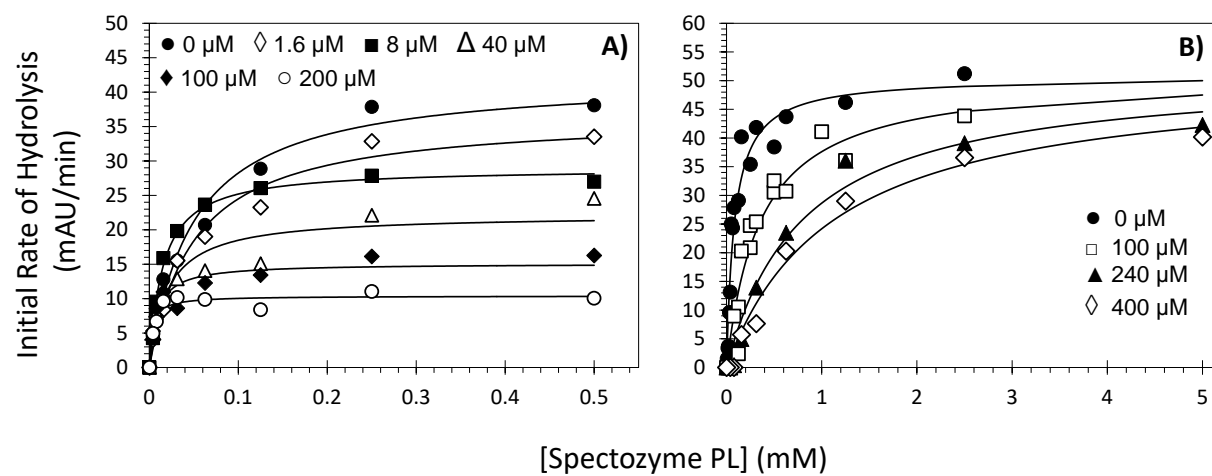 Initial Rate of Hydrolysis
(mAU/min)
50
45
40
35
30
25
20
15
10
5
0
0 µM
1.6 µM
8 µM
40 µM
A)
100 µM
200 µM
0
0.1
0.2
0.3
0.4
0.5
60
55
50
45
40
35
30
25
20
15
10
5
0
B)
0 µM
100 µM
240 µM
400 µM
0
1
2
3
4
5
[Spectozyme PL] (mM)